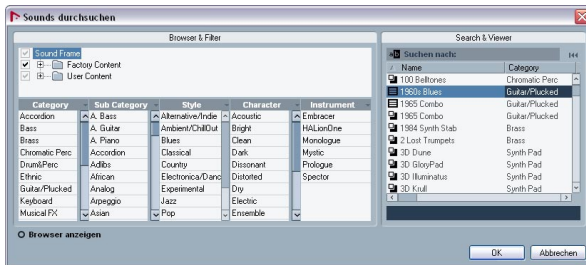 Sounds durchsuchen
Browser & Filter
Sound Frame
Factory Content
User Content
Category
Sub Category
Style
Character
Instrument
Accordion
A. Bass
Alternative/Indie
Acoustic
Embracer
Bass
A. Guitar
Ambient/ChillOut
Bright
HALionOne
Brass
A. Piano
Blues
Clean
Monologue
Chromatic Perc
Accordion
Classical
Dark
Mystic
Drum&Perc
Adlibs
Country
Dissonant
Prologue
Ethnic
African
Electronica/Danc
Distorted
Spector
Guitar/Plucked
Analog
Experimental
Dry
Keyboard
Arpeggio
Jazz
Electric
Musical FX
Asian
Pop
Ensemble
Search & Viewer
Suchen nach:
Name
Category
100 Belltones
Chromatic Perc
1960s Blues
Guitar/Plucked
1965 Combo
Guitar/Plucked
1965 Combo
Guitar/Plucked
1984 Synth Stab
Brass
2 Lost Trumpets
Brass
3D Dune
Synth Pad
3D GloryPad
Synth Pad
3D Illuminatus
Synth Pad
3D Krull
Synth Pad
Browser anzeigen
OK
Abbrechen